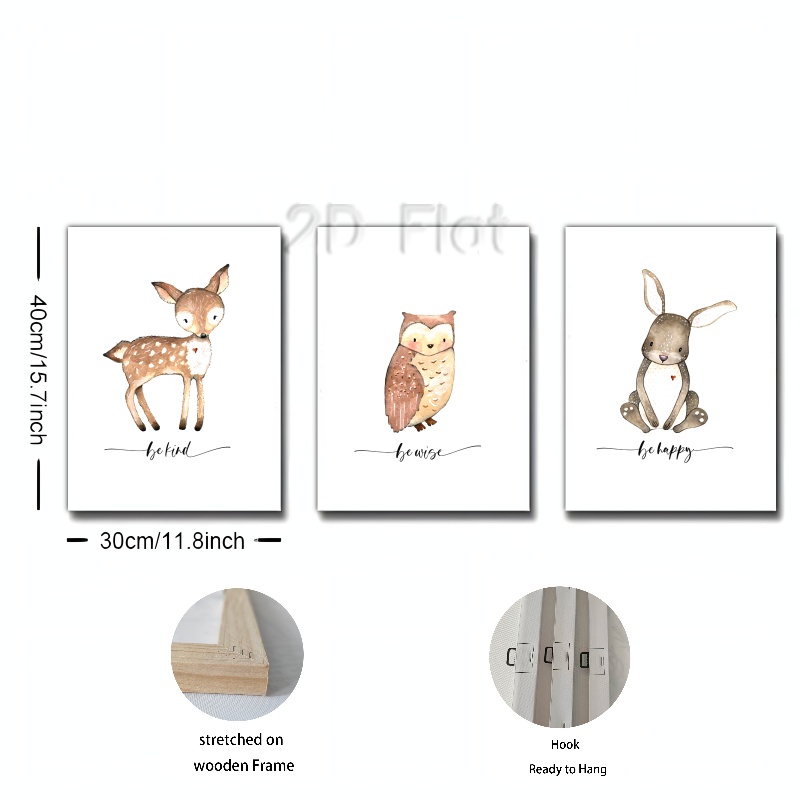 2D Flat
40cm/15.7inch
be kind
be wise
be happy
30cm/11.8inch
stretched on
wooden Frame
Hook
Ready to Hang